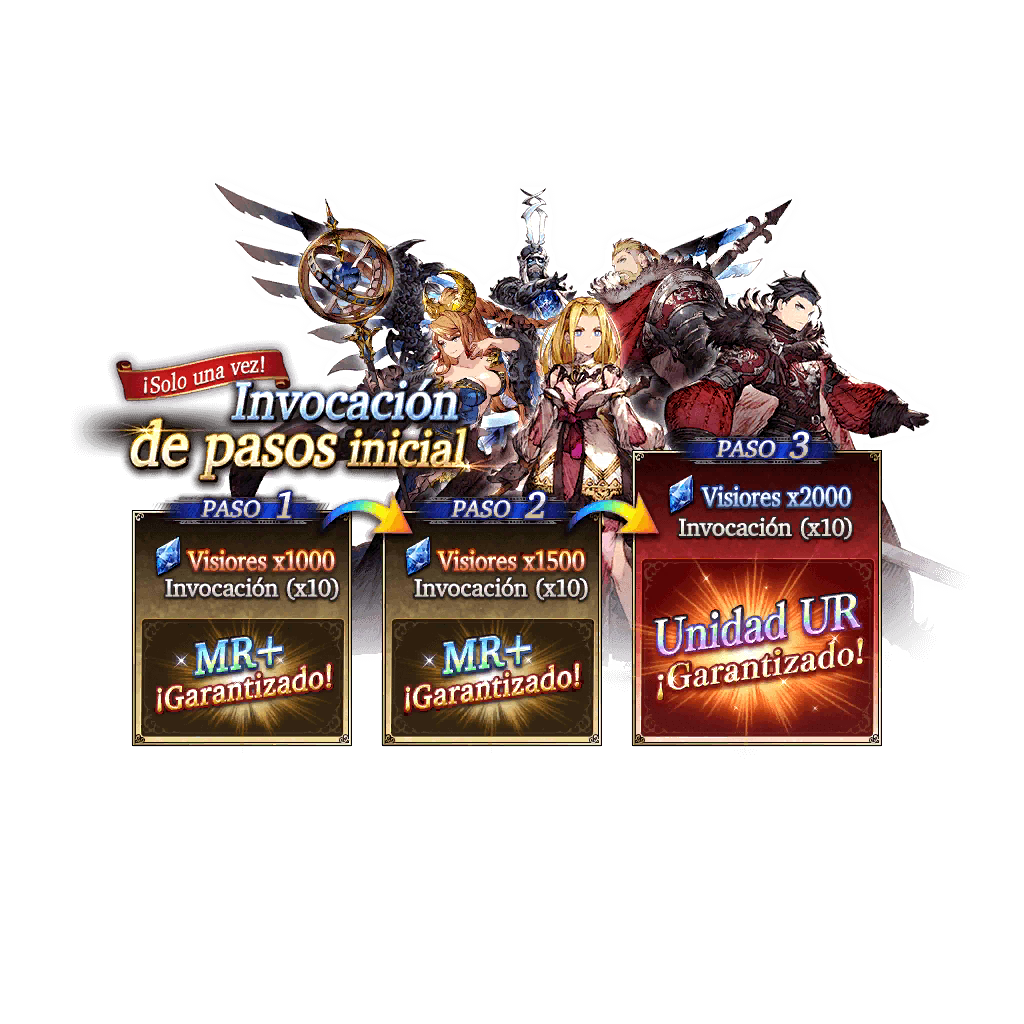 ¡Solo una vez!
Invocación
de pasos inicial
PASO 1
Visiores x1000
Invocación (x10)
MR+
¡Garantizado!
PASO 2
Visiores x1500
Invocación (x10)
MR+
¡Garantizado!
PASO 3
Visiores x2000
Invocación (x10)
Unidad UR
¡Garantizado!